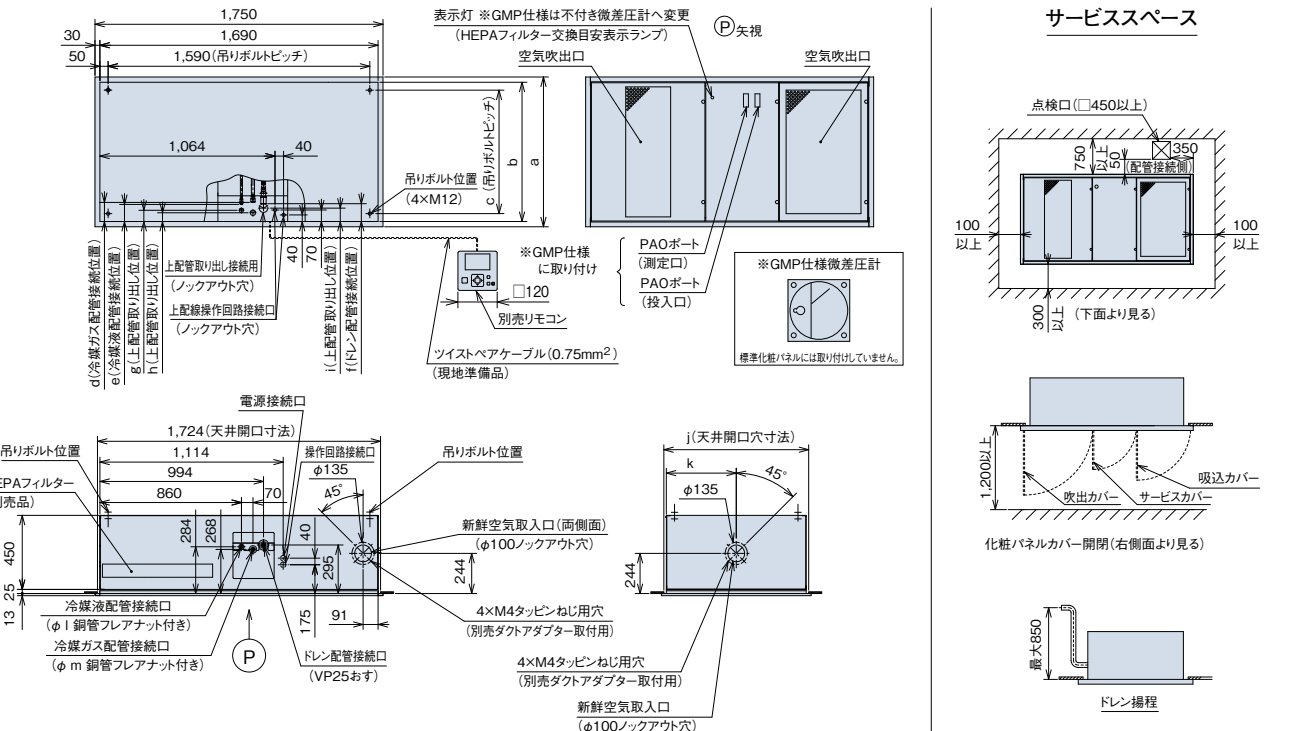 1,750
30
1,690
50
1,590(吊りボルトピッチ)
1,064
40
c(吊りボルトピッチ)
b
a
吊りボルト位置
(4×M12)
d(冷媒ガス配管接続位置)
e(冷媒液配管接続位置)
g(上配管取り出し位置)
h(上配管取り出し位置)
上配管取り出し接続用
(ノックアウト穴)
上配線操作回路接続口
(ノックアウト穴)
40
70
i(上配管取り出し位置)
f(ドレン配管接続位置)
□120
別売リモコン
ツイストペアケーブル(0.75mm2)
(現地準備品)
表示灯 ※GMP仕様は不付き微差圧計へ変更
(HEPAフィルター交換目安表示ランプ)
P矢視
空気吹出口
空気吹出口
※GMP仕様
に取り付け
PAOポート
(測定口)
PAOポート
(投入口)
※GMP仕様微差圧計
標準化粧パネルには取り付けしていません。
サービススペース
点検口(□450以上)
750
以上
50
350
(配管接続側)
100
以上
100
以上
300
以上
(下面より見る)
1,200以上
吹出カバー
サービスカバー
吸込カバー
化粧パネルカバー開閉(右側面より見る)
最大850
ドレン揚程
電源接続口
1,724(天井開口寸法)
吊りボルト位置
1,114
操作回路接続口
吊りボルト位置
994
φ135
EPAフィルター
売品)
860
70
45°
284
268
40
295
新鮮空気取入口(両側面)
(φ100ノックアウト穴)
450
244
25
13
冷媒液配管接続口
(φ l 銅管フレアナット付き)
冷媒ガス配管接続口
(φ m 銅管フレアナット付き)
P
175
91
ドレン配管接続口
(VP25おす)
4×M4タッピンねじ用穴
(別売ダクトアダプター取付用)
j(天井開口穴寸法)
k
45°
φ135
244
4×M4タッピンねじ用穴
(別売ダクトアダプター取付用)
新鮮空気取入口
(φ100ノックアウト穴)